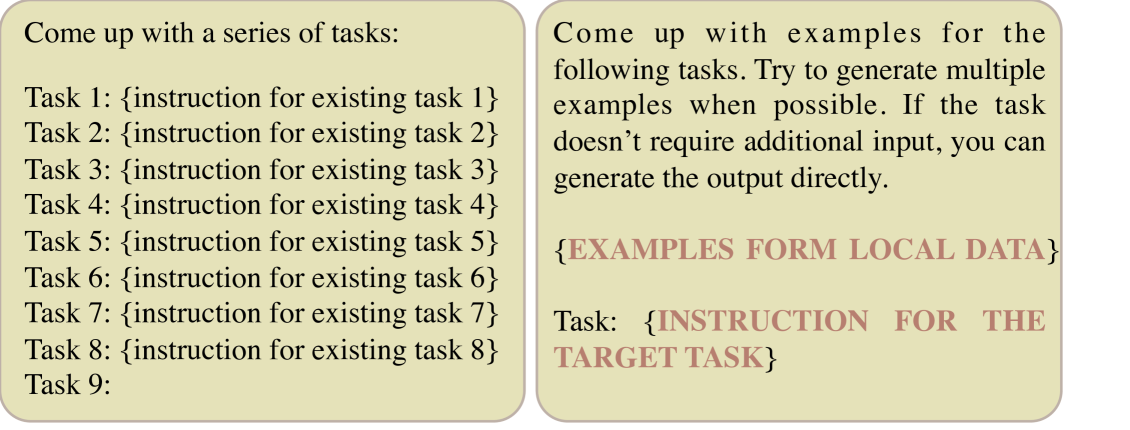 Come up with a series of tasks:
Task 1: {instruction for existing task 1}
Task 2: {instruction for existing task 2}
Task 3: {instruction for existing task 3}
Task 4: {instruction for existing task 4}
Task 5: {instruction for existing task 5}
Task 6: {instruction for existing task 6}
Task 7: {instruction for existing task 7}
Task 8: {instruction for existing task 8}
Task 9:
Come up with examples for the
following tasks. Try to generate multiple
examples when possible. If the task
doesn't require additional input, you can
generate the output directly.
{EXAMPLES FORM LOCAL DATA}
Task: {INSTRUCTION FOR THE
TARGET TASK}